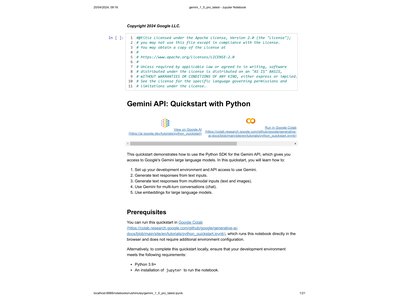 20/04/2024, 09:19
gemini_1_5_pro_latest - Jupyter Notebook
Copyright 2024 Google LLC.
In [ ]:
1 #@title Licensed under the Apache License, Version 2.0 (the "License");
2 # you may not use this file except in compliance with the License.
3 # You may obtain a copy of the License at
4 #
5 # https://www.apache.org/licenses/LICENSE-2.0
6 #
7 # Unless required by applicable law or agreed to in writing, software
8 # distributed under the License is distributed on an "AS IS" BASIS,
9 # WITHOUT WARRANTIES OR CONDITIONS OF ANY KIND, either express or implied.
10 # See the License for the specific language governing permissions and
11 # limitations under the License.
Gemini API: Quickstart with Python
View on Google AI
(https://ai.google.dev/tutorials/python_quickstart)
Run in Google Colab
(https://colab.research.google.com/github/google/generative-ai-
docs/blob/main/site/en/tutorials/python_quickstart.ipynb)
This quickstart demonstrates how to use the Python SDK for the Gemini API, which gives you
access to Google's Gemini large language models. In this quickstart, you will learn how to:
1. Set up your development environment and API access to use Gemini.
2. Generate text responses from text inputs.
3. Generate text responses from multimodal inputs (text and images).
4. Use Gemini for multi-turn conversations (chat).
5. Use embeddings for large language models.
Prerequisites
You can run this quickstart in Google Colab
(https://colab.research.google.com/github/google/generative-ai-
docs/blob/main/site/en/tutorials/python_quickstart.ipynb), which runs this notebook directly in the
browser and does not require additional environment configuration.
Alternatively, to complete this quickstart locally, ensure that your development environment
meets the following requirements:
• Python 3.9+
• An installation of jupyter to run the notebook.
1/21